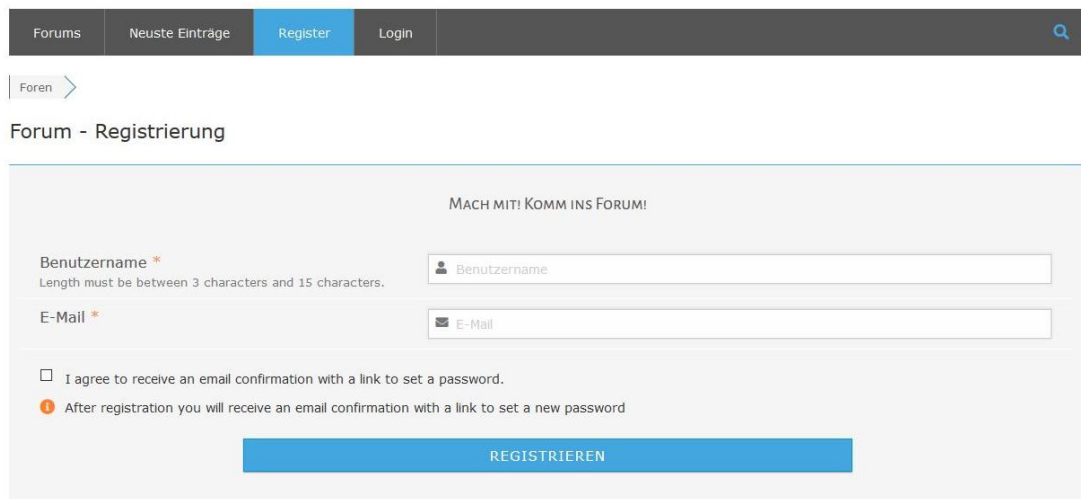 Forums Neuste Einträge Register Login
Foren
Forum - Registrierung
Mach mit! Komm ins Forum!
Benutzername *
Benutzername
Length must be between 3 characters and 15 characters.
E-Mail *
E-Mail
I agree to receive an email confirmation with a link to set a password.
After registration you will receive an email confirmation with a link to set a new password
REGISTRIEREN